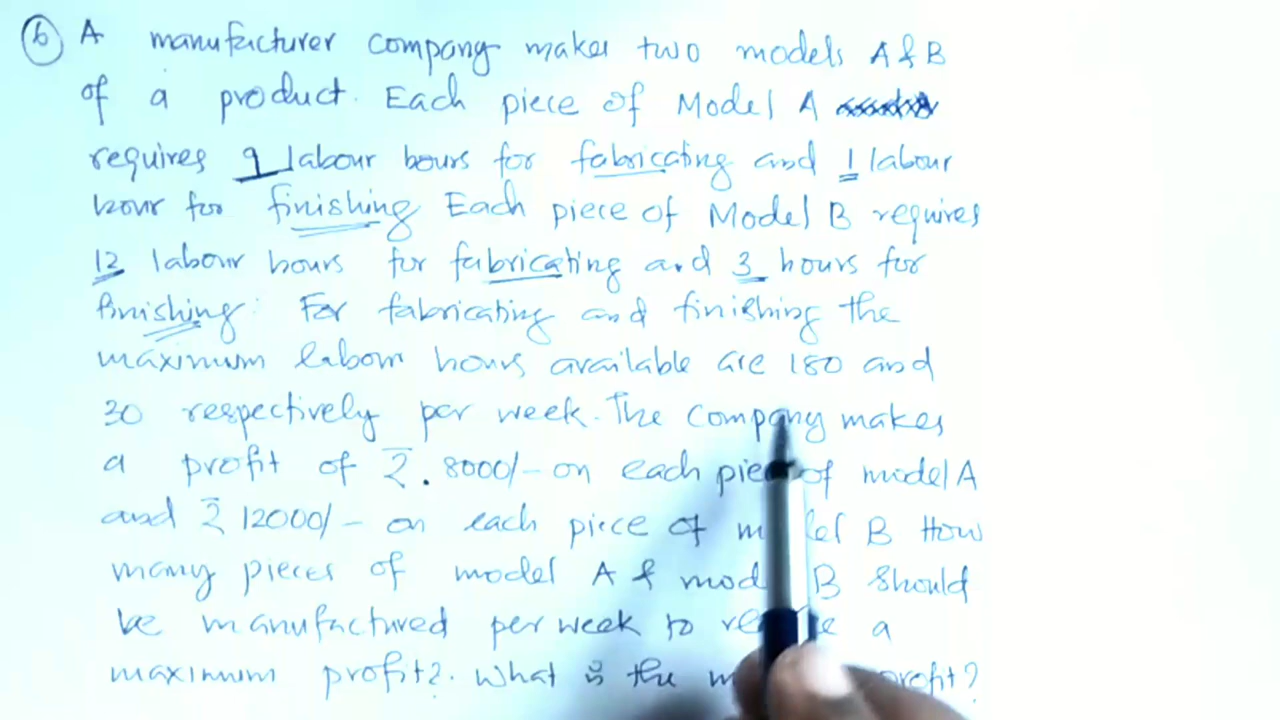 6 A manufacturer company makes two models A & B
of a product. Each piece of Model A
requires 9 labour hours for fabricating and 1 labour
hour for finishing Each piece of Model B requires
12 labour hours for fabricating and 3 hours for
finishing. For fabricating and finishing the
maximum labour hours available are 180 and
30 respectively per week. The company makes
a profit of ₹. 8000/- on each piece of model A
and ₹ 12000/- on each piece of B How
many pieces of model A & B should
be manufactured per week to a
maximum profit?. What is the profit?